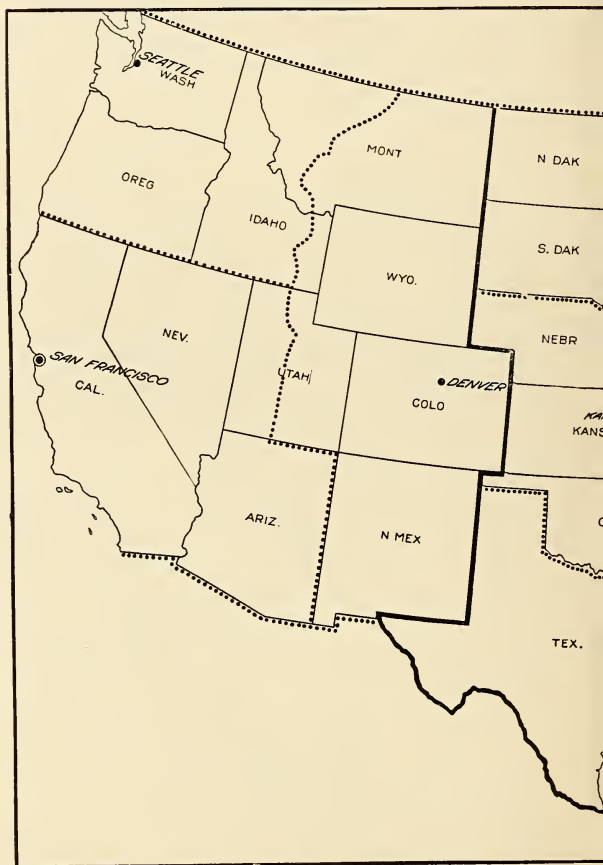 SEATTLE
WASH
MONT
N DAK
OREG
IDAHO
S. DAK
WYO.
NEBR
NEV.
SAN FRANCISCO
CAL.
UTAH
DENVER
COLO
KA
KANS
ARIZ.
N MEX
TEX.